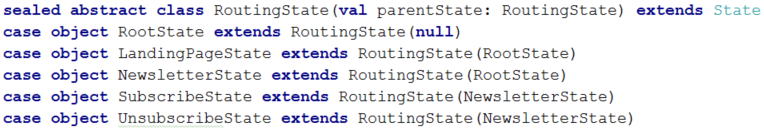 sealed abstract class RoutingState(val parentState: RoutingState) extends State
case object RootState extends RoutingState(null)
case object LandingPageState extends RoutingState(RootState)
case object NewsletterState extends RoutingState(RootState)
case object SubscribeState extends RoutingState(NewsletterState)
case object UnsubscribeState extends RoutingState(NewsletterState)